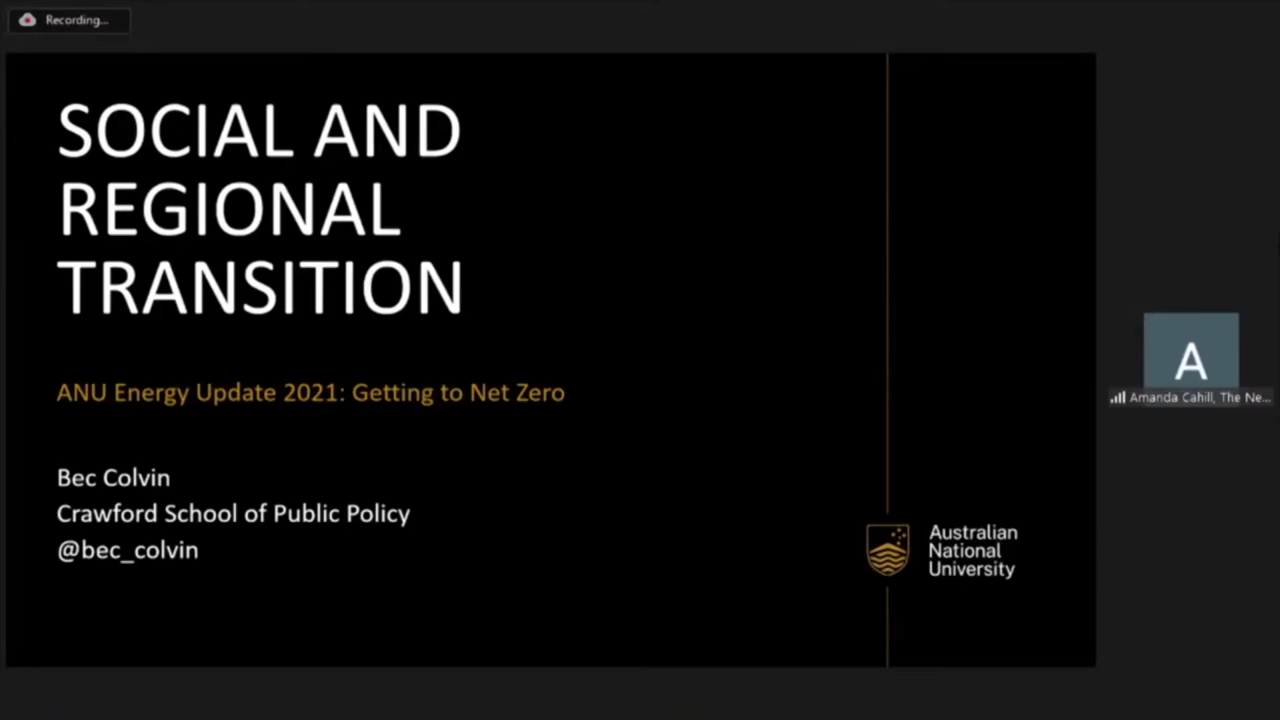 Recording...
SOCIAL AND
REGIONAL
TRANSITION
ANU Energy Update 2021: Getting to Net Zero
Bec Colvin
Crawford School of Public Policy
@bec_colvin
Australian
National
University
A
Amanda Cahill, The Ne...